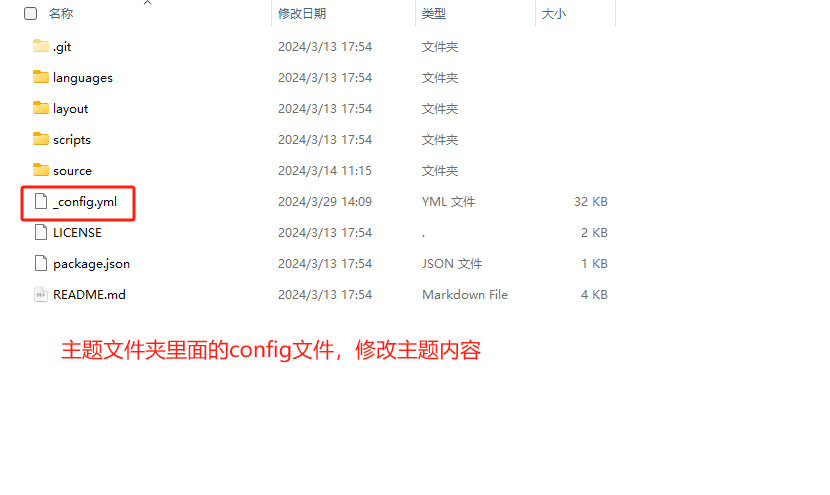 名称 修改日期 类型 大小
.git 2024/3/13 17:54 文件夹
languages 2024/3/13 17:54 文件夹
layout 2024/3/13 17:54 文件夹
scripts 2024/3/13 17:54 文件夹
source 2024/3/14 11:15 文件夹
_config.yml 2024/3/29 14:09 YML 文件 32 KB
LICENSE 2024/3/13 17:54 . 2 KB
package.json 2024/3/13 17:54 JSON 文件 1 KB
README.md 2024/3/13 17:54 Markdown File 4 KB
主题文件夹里面的config文件，修改主题内容